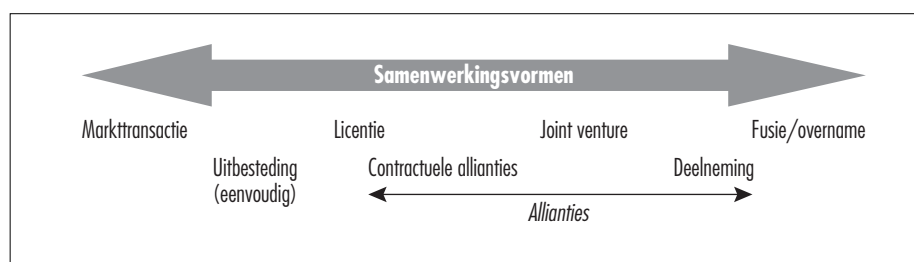 Samenwerkingsvormen
Markttransactie Licentie Joint venture Fusie/overname
Uitbesteding Contractuele allianties Deelneming
(eenvoudig)
Allianties